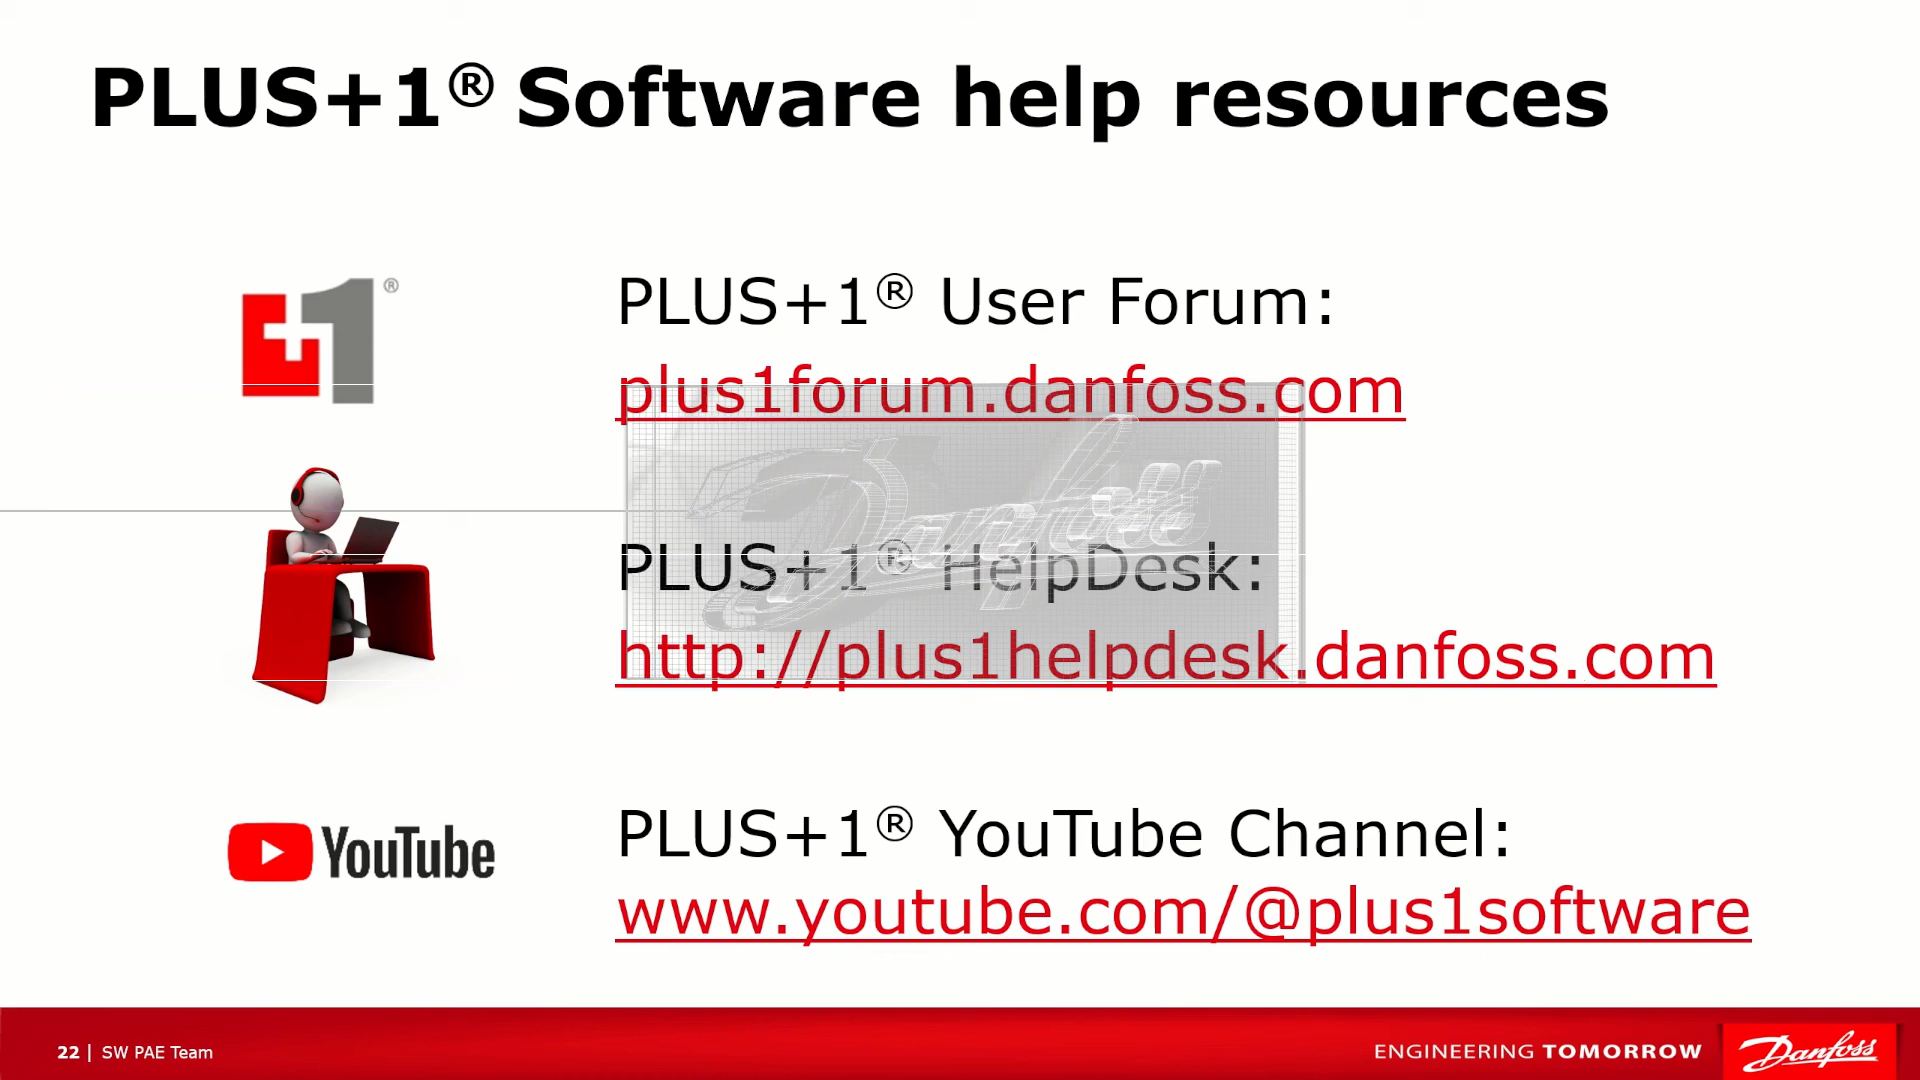 PLUS+1® Software help resources
®
PLUS+1® User Forum:
plus1forum.danfoss.com
Danfoss
PLUS+1® HelpDesk:
http://plus1helpdesk.danfoss.com
YouTube
PLUS+1® YouTube Channel:
www.youtube.com/@plus1software
22 | SW PAE Team
ENGINEERING TOMORROW
Danfoss